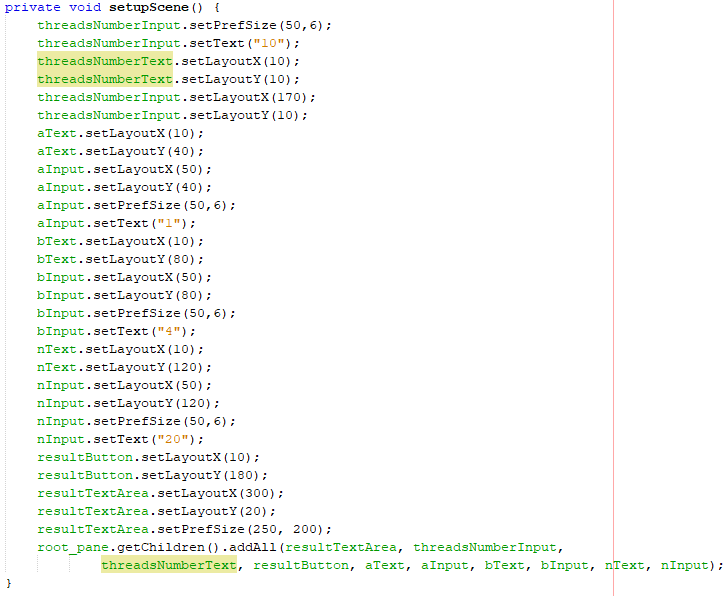 private void setupScene() {
    threadsNumberInput.setPrefSize(50,6);
    threadsNumberInput.setText("10");
    threadsNumberText.setLayoutX(10);
    threadsNumberText.setLayoutY(10);
    threadsNumberInput.setLayoutX(170);
    threadsNumberInput.setLayoutY(10);
    aText.setLayoutX(10);
    aText.setLayoutY(40);
    aInput.setLayoutX(50);
    aInput.setLayoutY(40);
    aInput.setPrefSize(50,6);
    aInput.setText("1");
    bText.setLayoutX(10);
    bText.setLayoutY(80);
    bInput.setLayoutX(50);
    bInput.setLayoutY(80);
    bInput.setPrefSize(50,6);
    bInput.setText("4");
    nText.setLayoutX(10);
    nText.setLayoutY(120);
    nInput.setLayoutX(50);
    nInput.setLayoutY(120);
    nInput.setPrefSize(50,6);
    nInput.setText("20");
    resultButton.setLayoutX(10);
    resultButton.setLayoutY(180);
    resultTextArea.setLayoutX(300);
    resultTextArea.setLayoutY(20);
    resultTextArea.setPrefSize(250, 200);
    root_pane.getChildren().addAll(resultTextArea, threadsNumberInput,
            threadsNumberText, resultButton, aText, aInput, bText, bInput, nText, nInput);
}